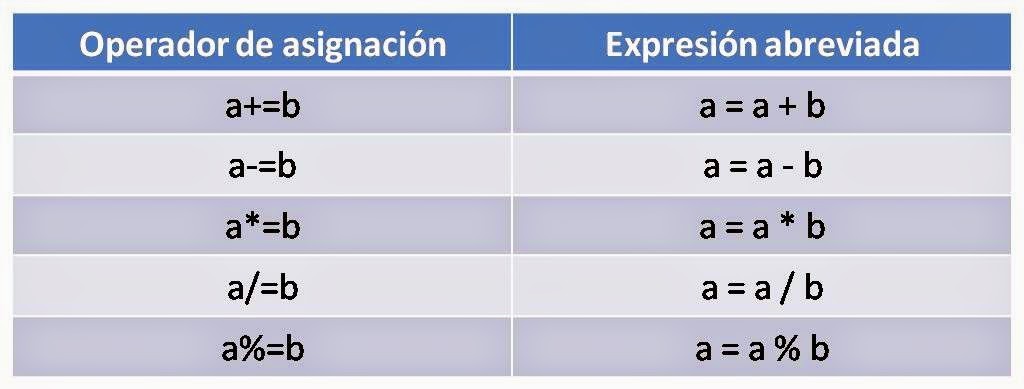 Operador de asignación Expresión abreviada
a+=b a = a + b
a-=b a = a - b
a*=b a = a * b
a/=b a = a / b
a%=b a = a % b